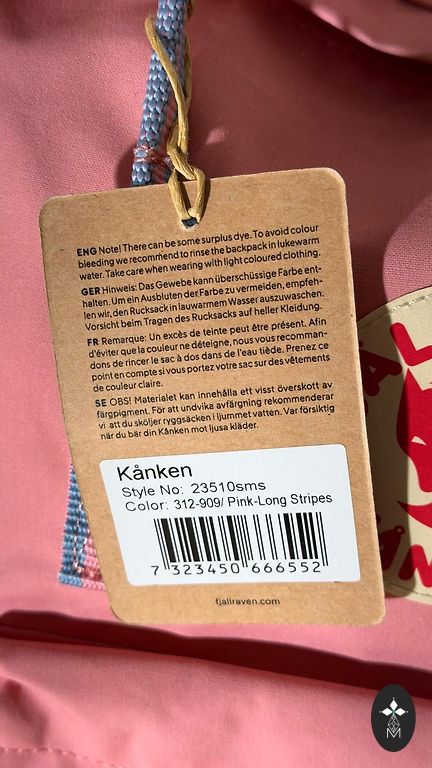 ENG Note! There can be some surplus dye. To avoid colour
bleeding we recommend to rinse the backpack in lukewarm
water. Take care when wearing with light coloured clothing.
GER Hinweis: Das Gewebe kann überschüssige Farbe ent-
halten. Um ein Ausbluten der Farbe zu vermeiden, empfeh-
len wir, den Rucksack in lauwarmem Wasser auszuwaschen.
Vorsicht beim Tragen des Rucksacks auf heller Kleidung.
FR Remarque: Un excès de teinte peut être présent. Afin
d'éviter que la couleur ne déteigne, nous vous recomman-
dons de rincer le sac à dos dans de l'eau tiède. Prenez ce
point en compte si vous portez votre sac sur des vêtements
de couleur claire.
SE OBS! Materialet kan innehålla ett visst överskott av
färgpigment. För att undvika avfärgning rekommenderar
vi att du sköljer ryggsäcken i ljummet vatten. Var försiktig
när du bär din Kånken mot ljusa kläder.
Kånken
Style No: 23510sms
Color: 312-909/ Pink-Long Stripes
7 323450 666552
fjallraven.com